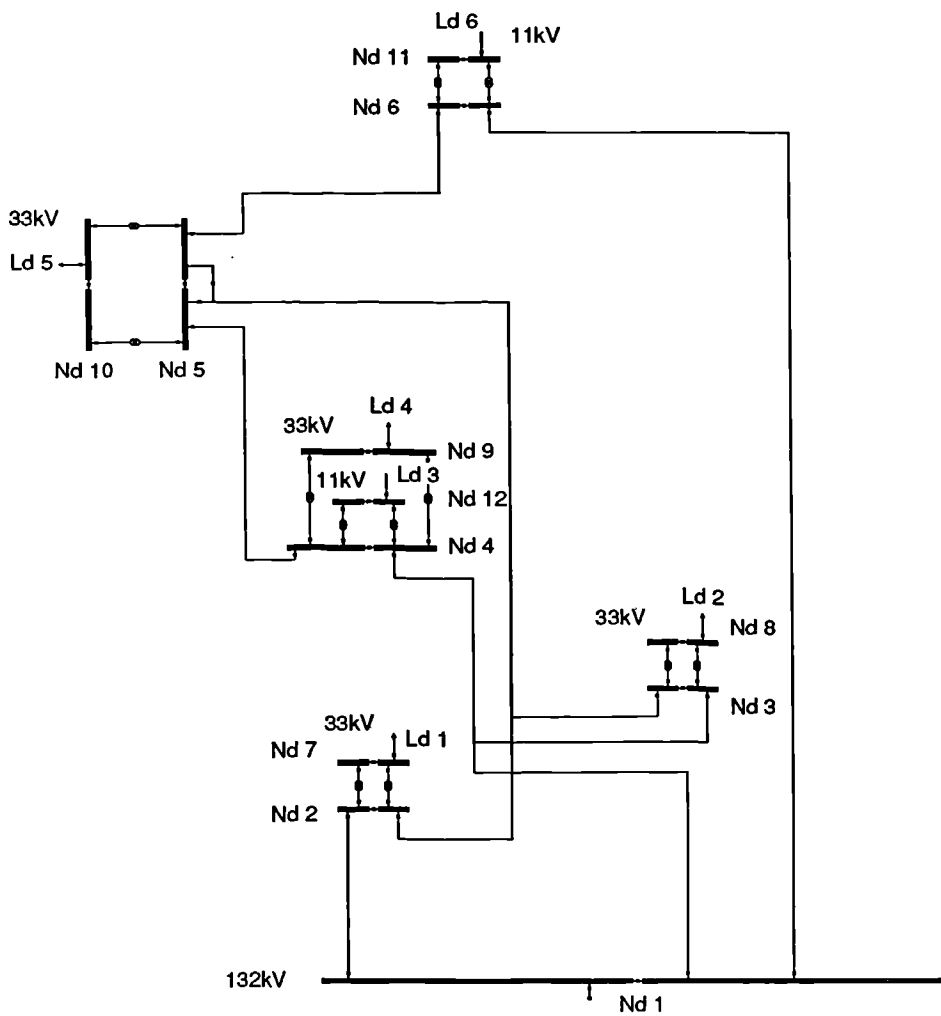 Ld 6
11kV
Nd 11
Nd 6
33kV
Ld 5
Nd 10
Nd 5
Ld 4
33kV
Nd 9
11kV
Ld 3
Nd 12
Nd 4
Ld 2
33kV
Nd 8
Nd 3
33kV
Ld 1
Nd 7
Nd 2
132kV
Nd 1